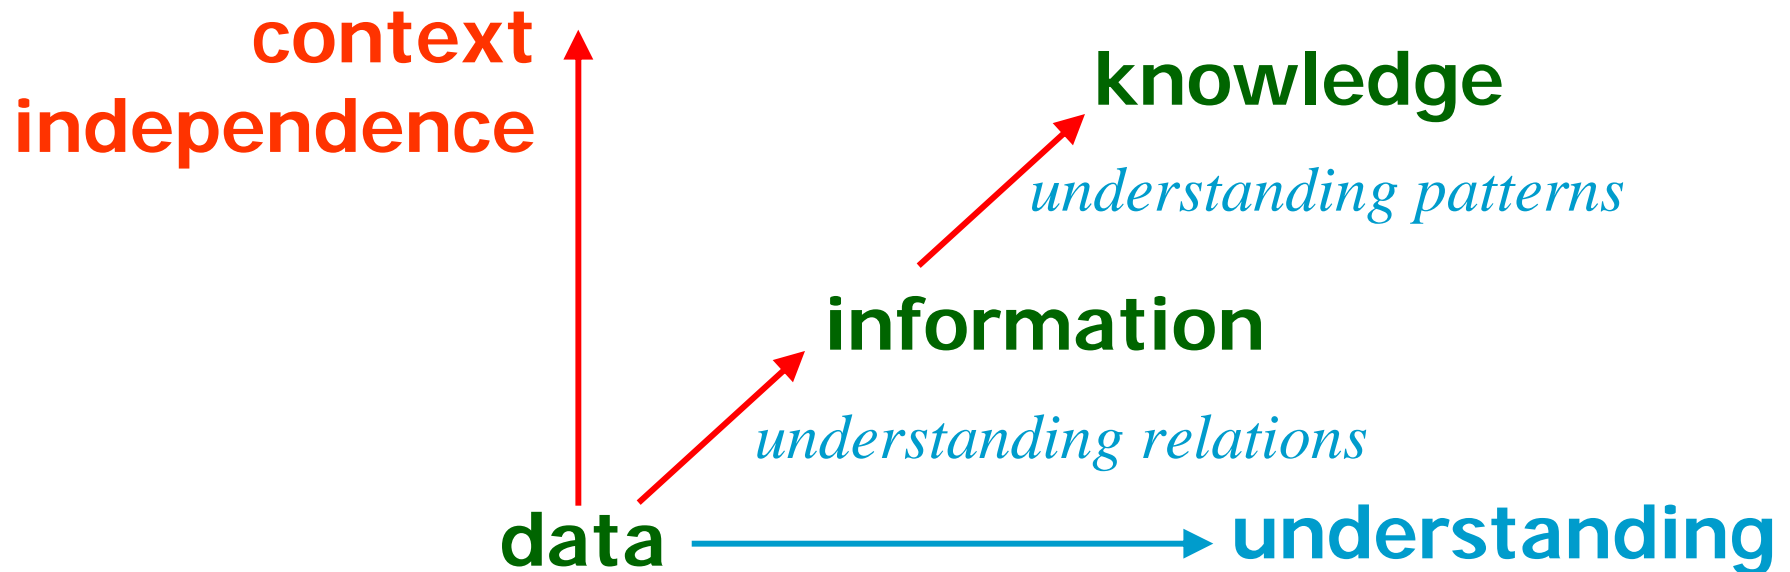 context
independence
knowledge
understanding patterns
information
understanding relations
data
understanding